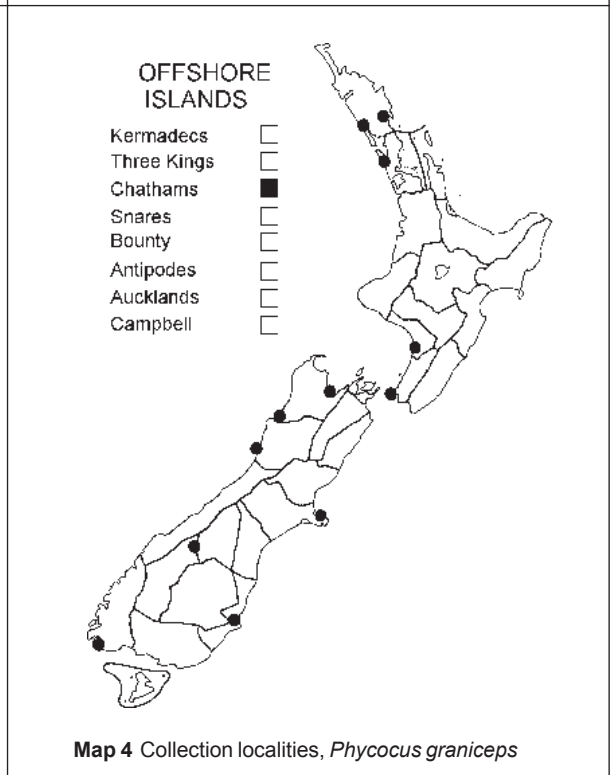 OFFSHORE
ISLANDS
Kermadecs
Three Kings
Chathams
Snares
Bounty
Antipodes
Aucklands
Campbell
Map 4 Collection localities, Phycocus graniceps